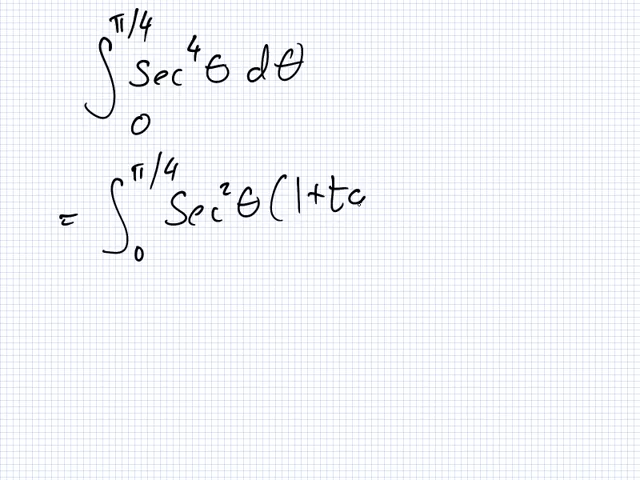 ∫₀^π/4 sec⁴θ dθ
= ∫₀^π/4 sec²θ (1+ta